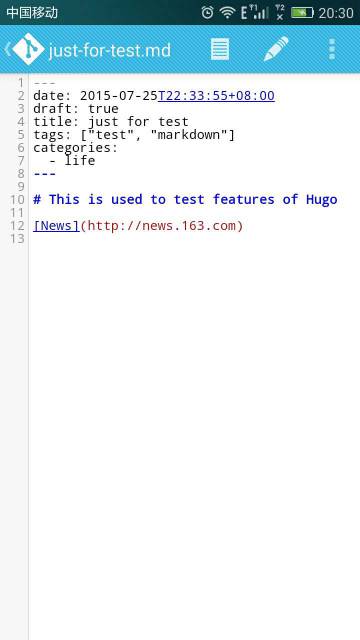 中国移动 20:30
just-for-test.md
1 ---
2 date: 2015-07-25T22:33:55+08:00
3 draft: true
4 title: just for test
5 tags: ["test", "markdown"]
6 categories:
7   - life
8 ---
9
10 # This is used to test features of Hugo
11
12 [News](http://news.163.com)
13